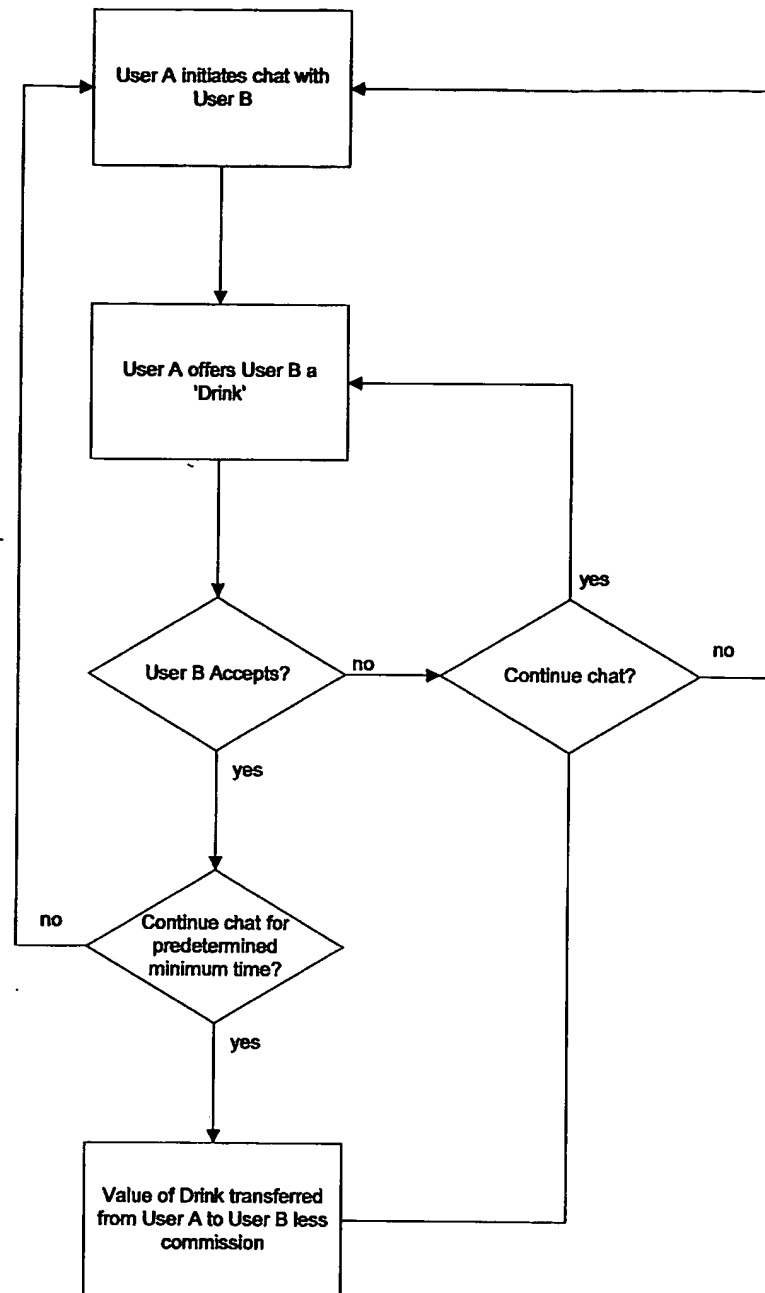 User A initiates chat with
User B
User A offers User B a
'Drink'
yes
User B Accepts?
no
Continue chat?
no
yes
no
Continue chat for
predetermined
minimum time?
yes
Value of Drink transferred
from User A to User B less
commission